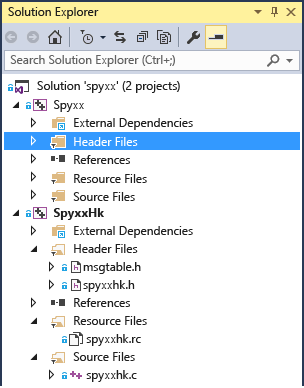 Solution Explorer
Search Solution Explorer (Ctrl+;)
Solution 'spyxx' (2 projects)
Spyxx
External Dependencies
Header Files
References
Resource Files
Source Files
SpyxxHk
External Dependencies
Header Files
msgtable.h
spyxxhk.h
References
Resource Files
spyxxhk.rc
Source Files
spyxxhk.c